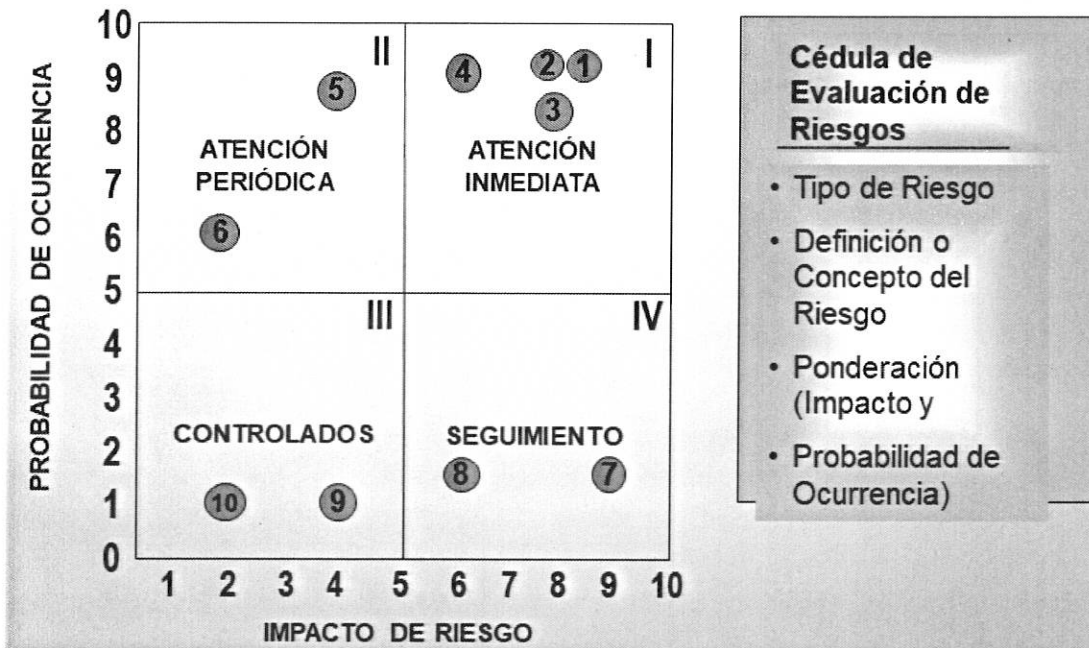 PROBABILIDAD DE OCURRENCIA
10
9
8
7
6
5
4
3
2
1
0
II
5
ATENCIÓN
PERIÓDICA
6
I
4
2
1
3
ATENCIÓN
INMEDIATA
III
CONTROLADOS
10
9
IV
SEGUIMIENTO
8
7
1 2 3 4 5 6 7 8 9 10
IMPACTO DE RIESGO
Cédula de
Evaluación de
Riesgos
• Tipo de Riesgo
• Definición o
Concepto del
Riesgo
• Ponderación
(Impacto y
• Probabilidad de
Ocurrencia)